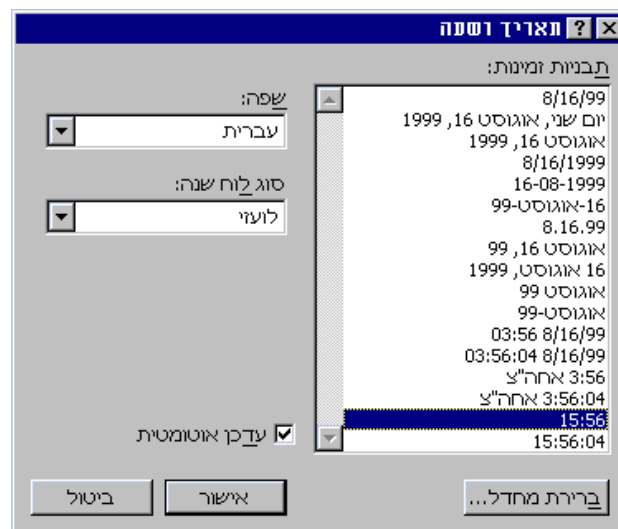 תאריך ושעה
תבניות זמינות:
8/16/99
יום שני, אוגוסט 16, 1999
אוגוסט 16, 1999
8/16/1999
16-08-1999
16-אוגוסט-99
8.16.99
אוגוסט 16, 99
16 אוגוסט, 1999
אוגוסט 99
אוגוסט-99
03:56 8/16/99
03:56:04 8/16/99
3:56 אחה"צ
3:56:04 אחה"צ
15:56
15:56:04
שפה:
עברית
סוג לוח שנה:
לועזי
עדכן אוטומטית
ברירת מחדל...
אישור
ביטול